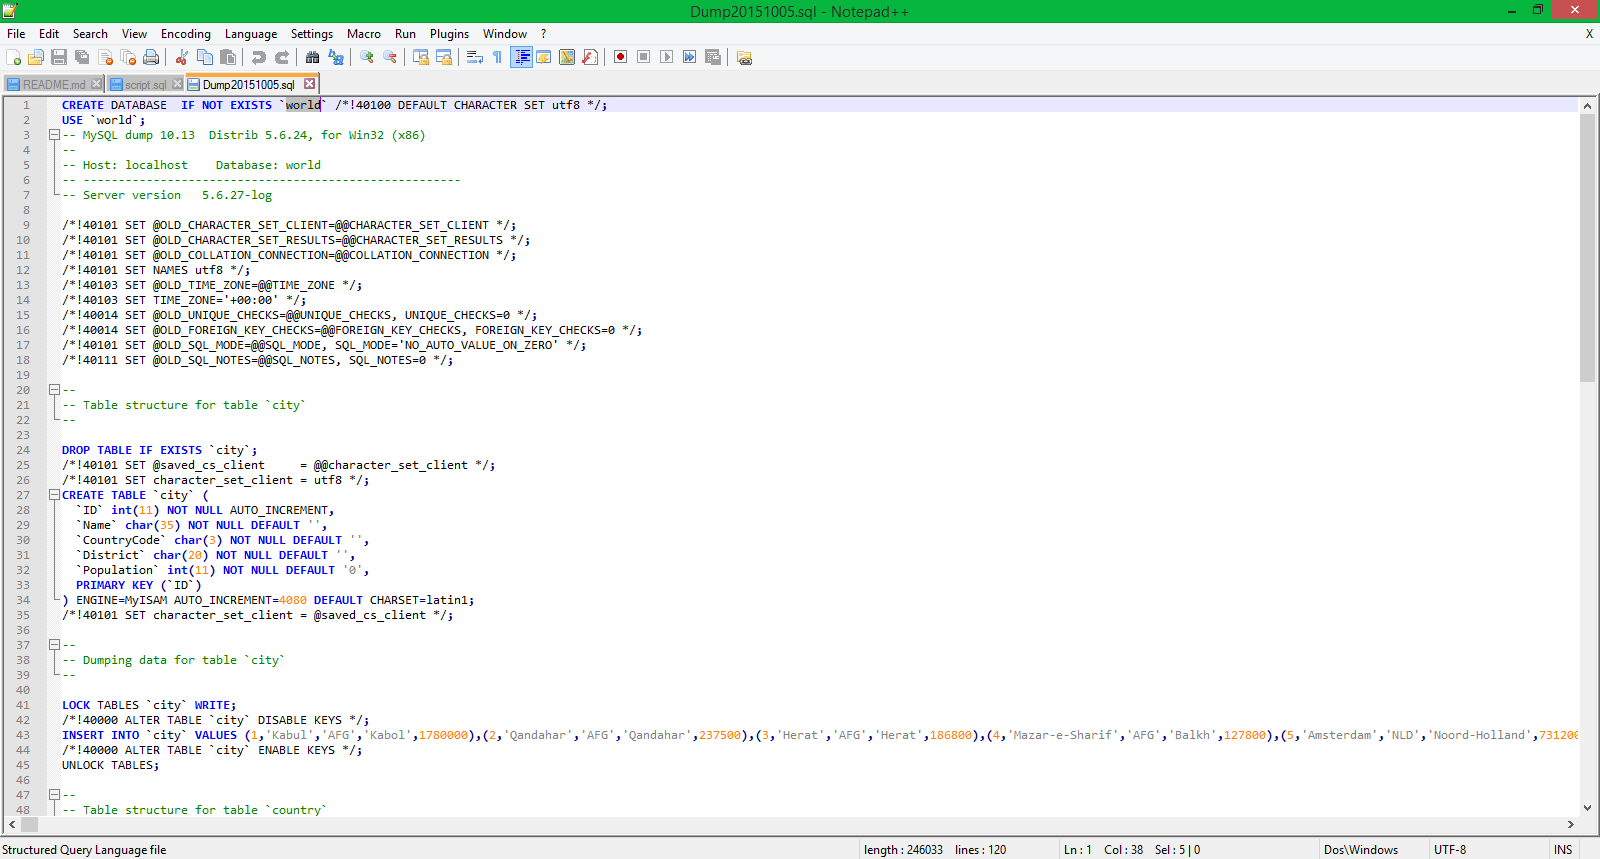 Dump20151005.sql - Notepad++
File Edit Search View Encoding Language Settings Macro Run Plugins Window ? X
README.md script.sql Dump20151005.sql
1 CREATE DATABASE  IF NOT EXISTS `world` /*!40100 DEFAULT CHARACTER SET utf8 */;
2 USE `world`;
3 -- MySQL dump 10.13  Distrib 5.6.24, for Win32 (x86)
4 --
5 -- Host: localhost    Database: world
6 -- ------------------------------------------------------
7 -- Server version   5.6.27-log
8
9 /*!40101 SET @OLD_CHARACTER_SET_CLIENT=@@CHARACTER_SET_CLIENT */;
10 /*!40101 SET @OLD_CHARACTER_SET_RESULTS=@@CHARACTER_SET_RESULTS */;
11 /*!40101 SET @OLD_COLLATION_CONNECTION=@@COLLATION_CONNECTION */;
12 /*!40101 SET NAMES utf8 */;
13 /*!40103 SET @OLD_TIME_ZONE=@@TIME_ZONE */;
14 /*!40103 SET TIME_ZONE='+00:00' */;
15 /*!40014 SET @OLD_UNIQUE_CHECKS=@@UNIQUE_CHECKS, UNIQUE_CHECKS=0 */;
16 /*!40014 SET @OLD_FOREIGN_KEY_CHECKS=@@FOREIGN_KEY_CHECKS, FOREIGN_KEY_CHECKS=0 */;
17 /*!40101 SET @OLD_SQL_MODE=@@SQL_MODE, SQL_MODE='NO_AUTO_VALUE_ON_ZERO' */;
18 /*!40111 SET @OLD_SQL_NOTES=@@SQL_NOTES, SQL_NOTES=0 */;
19
20 --
21 -- Table structure for table `city`
22 --
23
24 DROP TABLE IF EXISTS `city`;
25 /*!40101 SET @saved_cs_client     = @@character_set_client */;
26 /*!40101 SET character_set_client = utf8 */;
27 CREATE TABLE `city` (
28   `ID` int(11) NOT NULL AUTO_INCREMENT,
29   `Name` char(35) NOT NULL DEFAULT '',
30   `CountryCode` char(3) NOT NULL DEFAULT '',
31   `District` char(20) NOT NULL DEFAULT '',
32   `Population` int(11) NOT NULL DEFAULT '0',
33   PRIMARY KEY (`ID`)
34 ) ENGINE=MyISAM AUTO_INCREMENT=4080 DEFAULT CHARSET=latin1;
35 /*!40101 SET character_set_client = @saved_cs_client */;
36
37 --
38 -- Dumping data for table `city`
39 --
40
41 LOCK TABLES `city` WRITE;
42 /*!40000 ALTER TABLE `city` DISABLE KEYS */;
43 INSERT INTO `city` VALUES (1,'Kabul','AFG','Kabol',1780000),(2,'Qandahar','AFG','Qandahar',237500),(3,'Herat','AFG','Herat',186800),(4,'Mazar-e-Sharif','AFG','Balkh',127800),(5,'Amsterdam','NLD','Noord-Holland',731200
44 /*!40000 ALTER TABLE `city` ENABLE KEYS */;
45 UNLOCK TABLES;
46
47 --
48 -- Table structure for table `country`
Structured Query Language file length : 246033 lines : 120 Ln : 1 Col : 38 Sel : 5 | 0 Dos\Windows UTF-8 INS